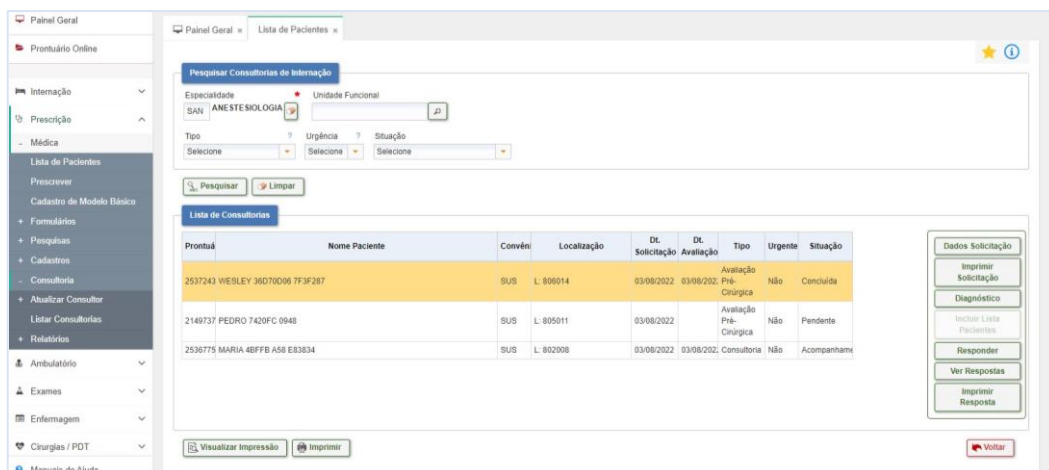 Painel Geral
Prontuário Online
Internação
Prescrição
- Médica
Lista de Pacientes
Prescrever
Cadastro de Modelo Básico
+ Formulários
+ Pesquisas
+ Cadastros
- Consultoria
+ Atualizar Consultor
Listar Consultorias
+ Relatórios
Ambulatório
Exames
Enfermagem
Cirurgias / PDT
Manuais de Ajuda
Painel Geral × Lista de Pacientes ×
Pesquisar Consultorias de Internação
Especialidade * Unidade Funcional
SAN ANESTESIOLOGIA
Tipo ? Urgência ? Situação
Selecione Selecione Selecione
Pesquisar Limpar
Lista de Consultorias
Prontuá Nome Paciente Convêni Localização Dt. Solicitação Dt. Avaliação Tipo Urgente Situação
2537243 WESLEY 36D70D06 7F3F287 SUS L: 806014 03/08/2022 03/08/202 Avaliação Pré-Cirúrgica Não Concluída
2149737 PEDRO 7420FC 0948 SUS L: 805011 03/08/2022 Avaliação Pré-Cirúrgica Não Pendente
2536775 MARIA 4BFFB A58 E83834 SUS L: 802008 03/08/2022 03/08/202 Consultoria Não Acompanhame
Dados Solicitação
Imprimir
Solicitação
Diagnóstico
Incluir Lista
Pacientes
Responder
Ver Respostas
Imprimir
Resposta
Visualizar Impressão Imprimir Voltar